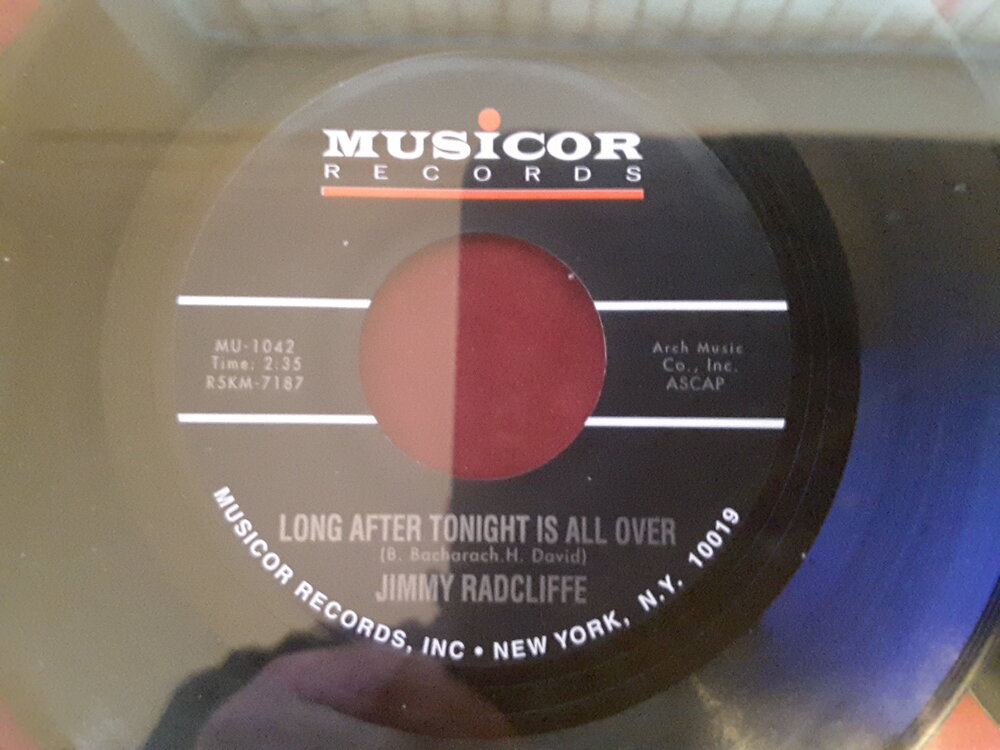 MUSiCOR
RECORDS
MU-1042
Time: 2:35
R5KM-7187
Arch Music
Co., Inc.
ASCAP
LONG AFTER TONIGHT IS ALL OVER
(B. Bacharach.H. David)
JIMMY RADCLIFFE
MUSICOR RECORDS, INC • NEW YORK, N.Y. 10019